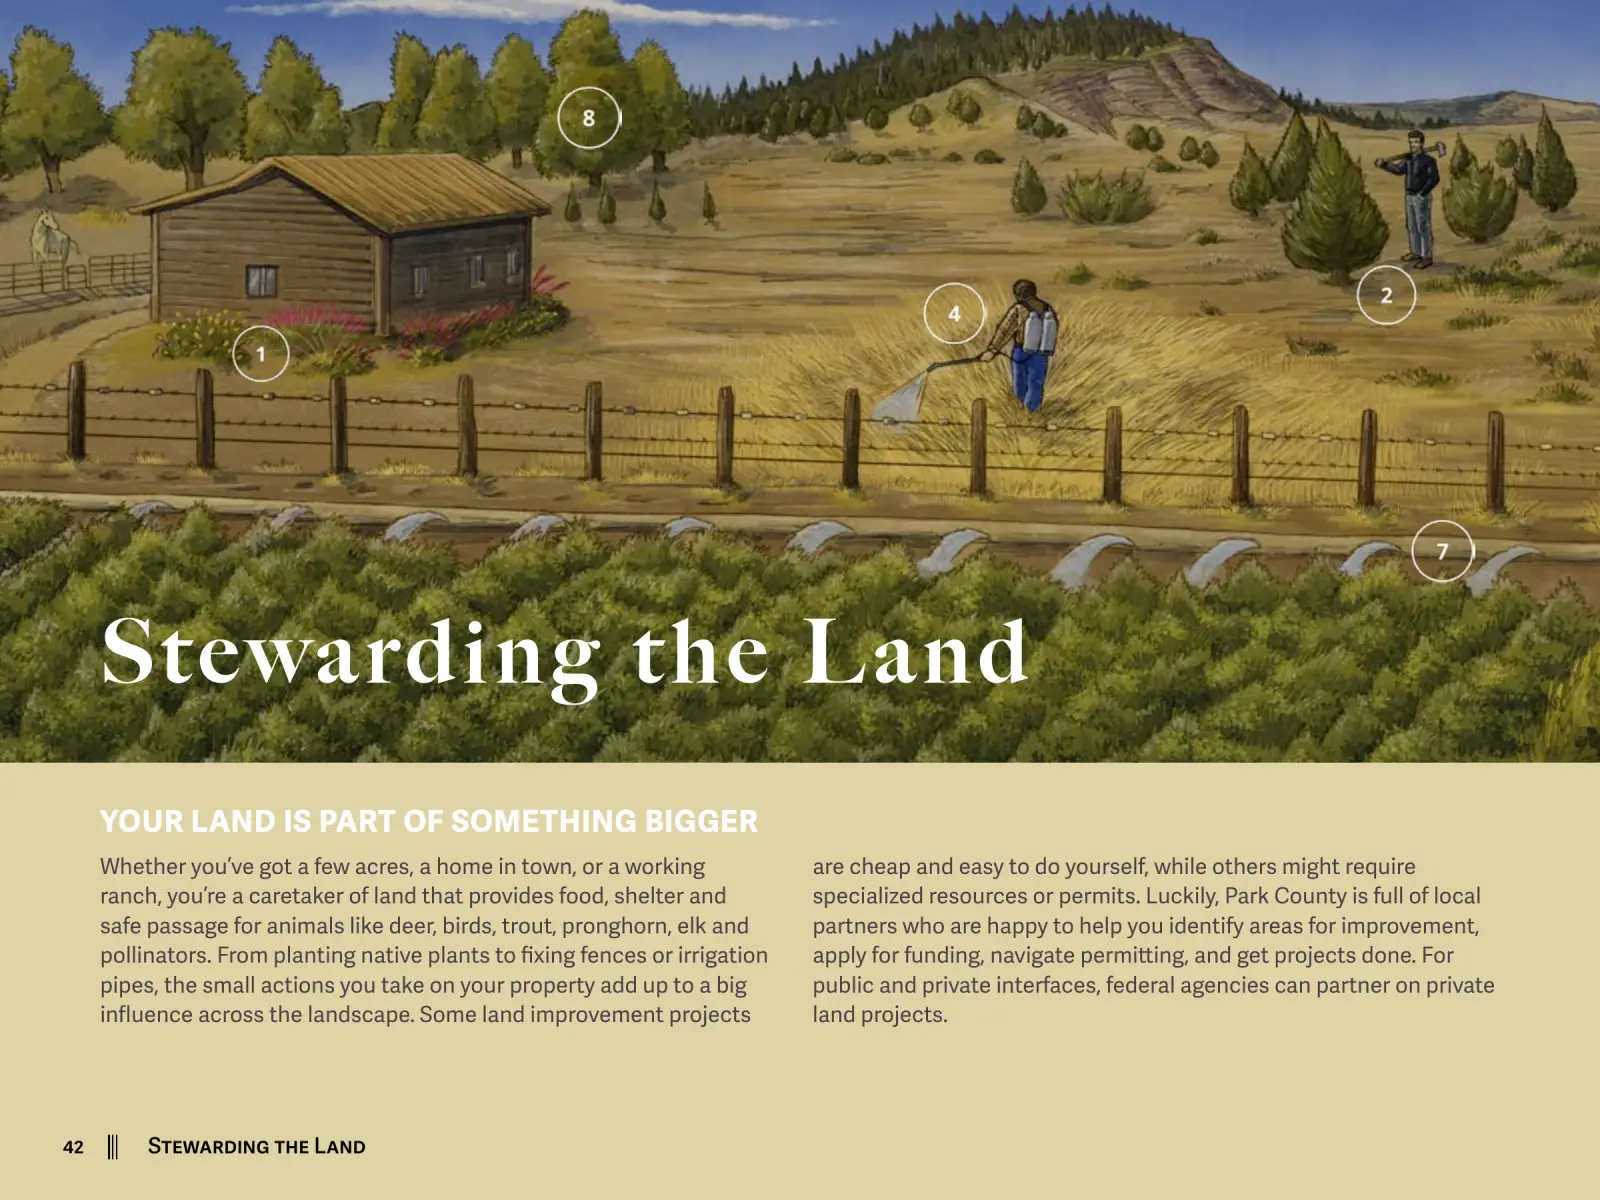 8
4
2
1
7
Stewarding the Land
YOUR LAND IS PART OF SOMETHING BIGGER
Whether you’ve got a few acres, a home in town, or a working
ranch, you’re a caretaker of land that provides food, shelter and
safe passage for animals like deer, birds, trout, pronghorn, elk and
pollinators. From planting native plants to fixing fences or irrigation
pipes, the small actions you take on your property add up to a big
influence across the landscape. Some land improvement projects
are cheap and easy to do yourself, while others might require
specialized resources or permits. Luckily, Park County is full of local
partners who are happy to help you identify areas for improvement,
apply for funding, navigate permitting, and get projects done. For
public and private interfaces, federal agencies can partner on private
land projects.
42 Stewarding the Land